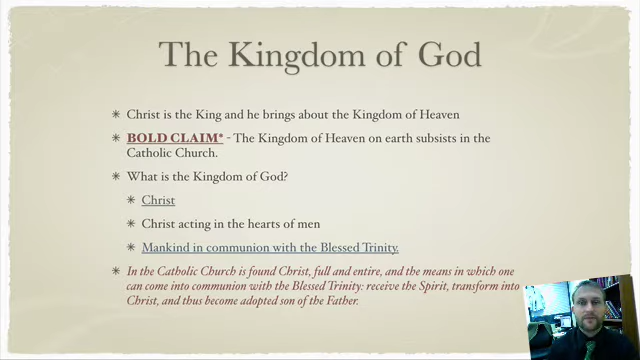 The Kingdom of God
✳ Christ is the King and he brings about the Kingdom of Heaven
✳ BOLD CLAIM* - The Kingdom of Heaven on earth subsists in the
Catholic Church.
✳ What is the Kingdom of God?
✳ Christ
✳ Christ acting in the hearts of men
✳ Mankind in communion with the Blessed Trinity.
✳ In the Catholic Church is found Christ, full and entire, and the means in which one
can come into communion with the Blessed Trinity: receive the Spirit, transform into
Christ, and thus become adopted son of the Father.